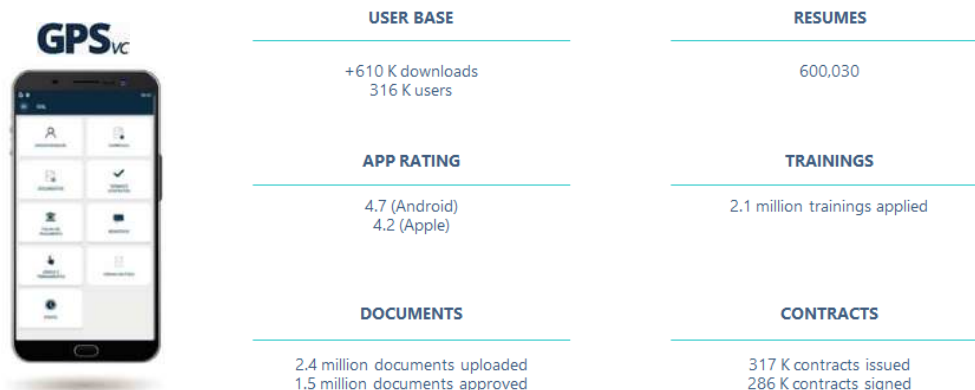 GPSvc
USER BASE
+610 K downloads
316 K users
RESUMES
600,030
APP RATING
4.7 (Android)
4.2 (Apple)
TRAININGS
2.1 million trainings applied
DOCUMENTS
2.4 million documents uploaded
1.5 million documents approved
CONTRACTS
317 K contracts issued
286 K contracts signed